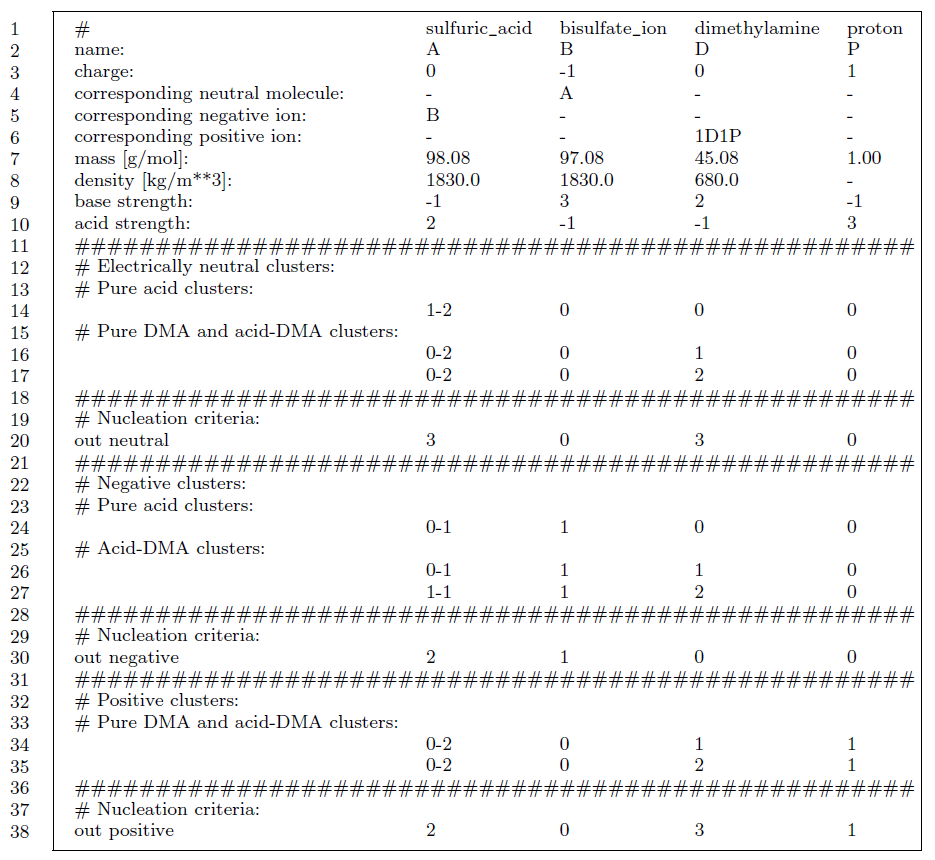 1 # sulfuric_acid bisulfate_ion dimethylamine proton
2 name: A B D P
3 charge: 0 -1 0 1
4 corresponding neutral molecule: - A - -
5 corresponding negative ion: B - - -
6 corresponding positive ion: - - 1D1P -
7 mass [g/mol]: 98.08 97.08 45.08 1.00
8 density [kg/m**3]: 1830.0 1830.0 680.0 -
9 base strength: -1 3 2 -1
10 acid strength: 2 -1 -1 3
11 ####################################################
12 # Electrically neutral clusters:
13 # Pure acid clusters:
14 1-2 0 0 0
15 # Pure DMA and acid-DMA clusters:
16 0-2 0 1 0
17 0-2 0 2 0
18 ####################################################
19 # Nucleation criteria:
20 out neutral 3 0 3 0
21 ####################################################
22 # Negative clusters:
23 # Pure acid clusters:
24 0-1 1 0 0
25 # Acid-DMA clusters:
26 0-1 1 1 0
27 1-1 1 2 0
28 ####################################################
29 # Nucleation criteria:
30 out negative 2 1 0 0
31 ####################################################
32 # Positive clusters:
33 # Pure DMA and acid-DMA clusters:
34 0-2 0 1 1
35 0-2 0 2 1
36 ####################################################
37 # Nucleation criteria:
38 out positive 2 0 3 1